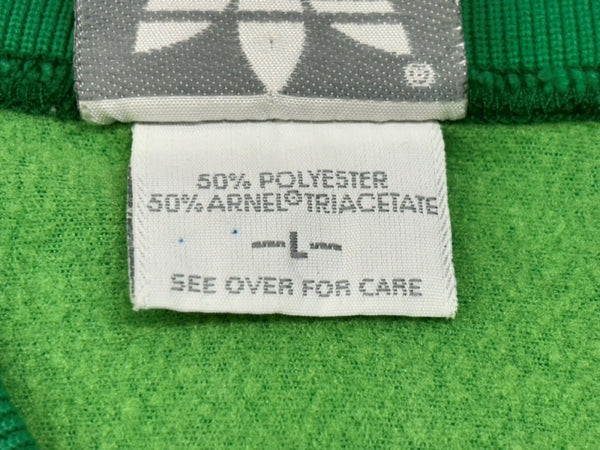 ®
50% POLYESTER
50% ARNEL® TRIACETATE
—L—
SEE OVER FOR CARE